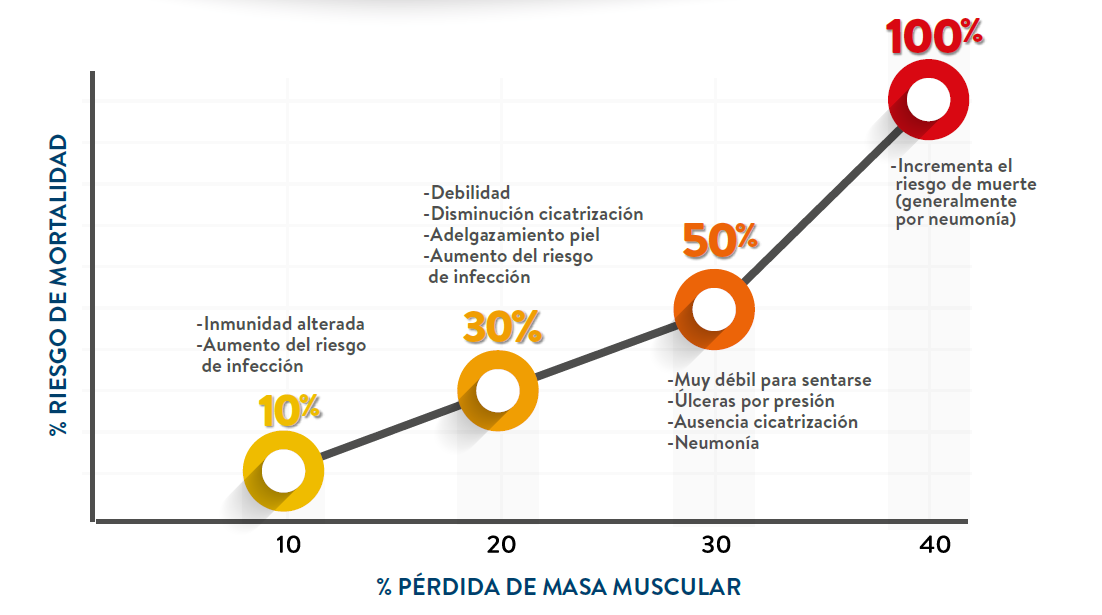 100%
-Incrementa el
riesgo de muerte
(generalmente
por neumonía)
-Debilidad
-Disminución cicatrización
-Adelgazamiento piel
-Aumento del riesgo
de infección
50%
30%
-Inmunidad alterada
-Aumento del riesgo
de infección
10%
-Muy débil para sentarse
-Úlceras por presión
-Ausencia cicatrización
-Neumonía
% RIESGO DE MORTALIDAD
10
20
30
40
% PÉRDIDA DE MASA MUSCULAR